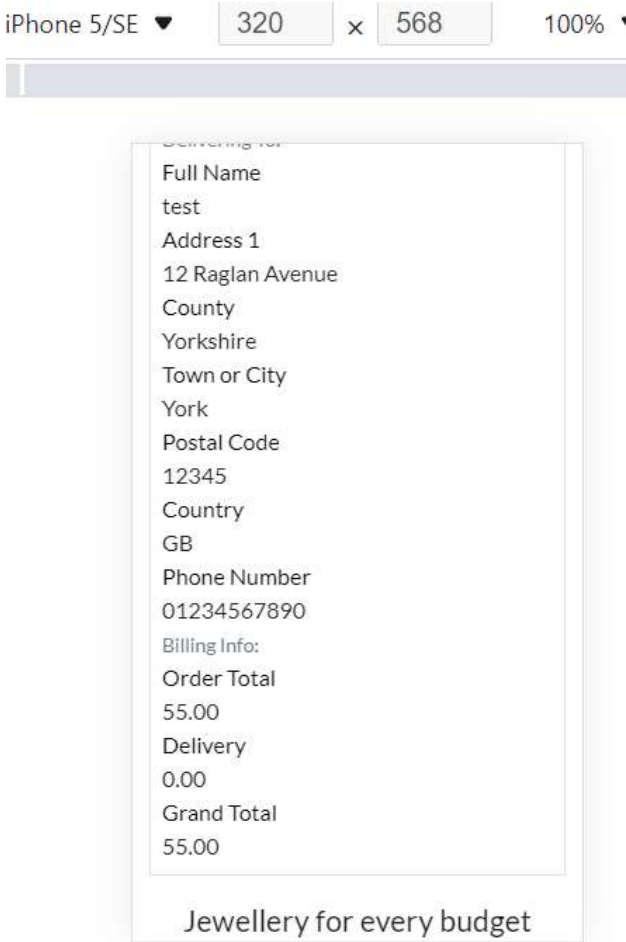 iPhone 5/SE ▼ 320 × 568 100%
Delivering To:
Full Name
test
Address 1
12 Raglan Avenue
County
Yorkshire
Town or City
York
Postal Code
12345
Country
GB
Phone Number
01234567890
Billing Info:
Order Total
55.00
Delivery
0.00
Grand Total
55.00
Jewellery for every budget